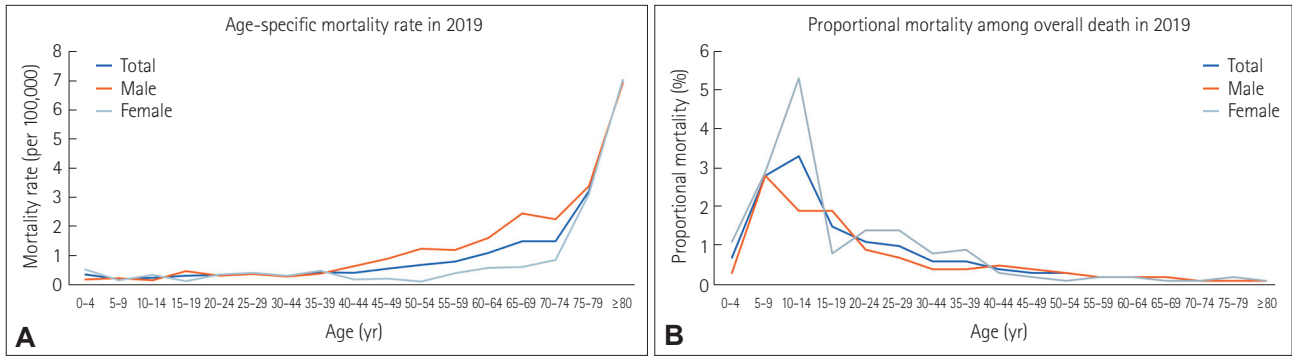 Age-specific mortality rate in 2019
8
7
6
5
4
3
2
1
0
Mortality rate (per 100,000)
Total
Male
Female
0–4 5–9 10–14 15–19 20–24 25–29 30–44 35–39 40–44 45–49 50–54 55–59 60–64 65–69 70–74 75–79 ≥80
Age (yr)
A
Proportional mortality among overall death in 2019
6
5
4
3
2
1
0
Proportional mortality (%)
Total
Male
Female
0–4 5–9 10–14 15–19 20–24 25–29 30–44 35–39 40–44 45–49 50–54 55–59 60–64 65–69 70–74 75–79 ≥80
Age (yr)
B